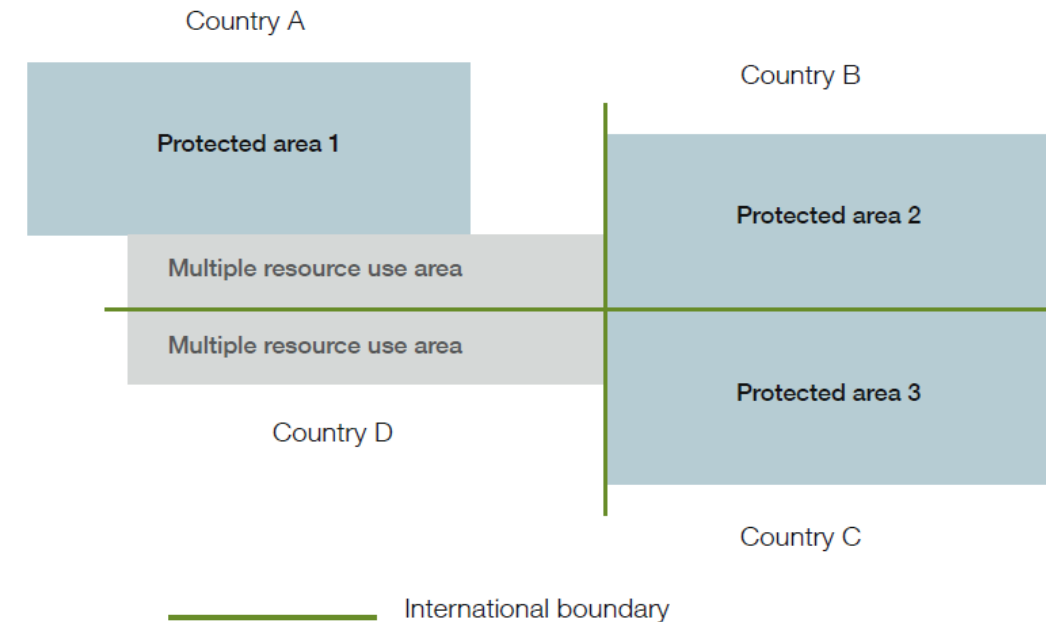 Country A
Country B
Protected area 1
Protected area 2
Multiple resource use area
Multiple resource use area
Protected area 3
Country D
Country C
International boundary